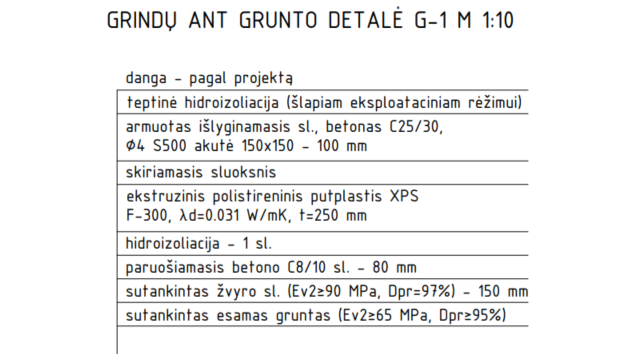 GRINDŲ ANT GRUNTO DETALĖ G-1 M 1:10
danga - pagal projektą
teptinė hidroizoliacija (šlapiam eksploataciniam rėžimui)
armuotas išlyginamasis sl., betonas C25/30,
Ø4 S500 akutė 150x150 - 100 mm
skiriamasis sluoksnis
ekstruzinis polistireninis putplastis XPS
F-300, λd=0.031 W/mK, t=250 mm
hidroizoliacija - 1 sl.
paruošiamasis betono C8/10 sl. - 80 mm
sutankintas žvyro sl. (Ev2≥90 MPa, Dpr=97%) - 150 mm
sutankintas esamas gruntas (Ev2≥65 MPa, Dpr≥95%)